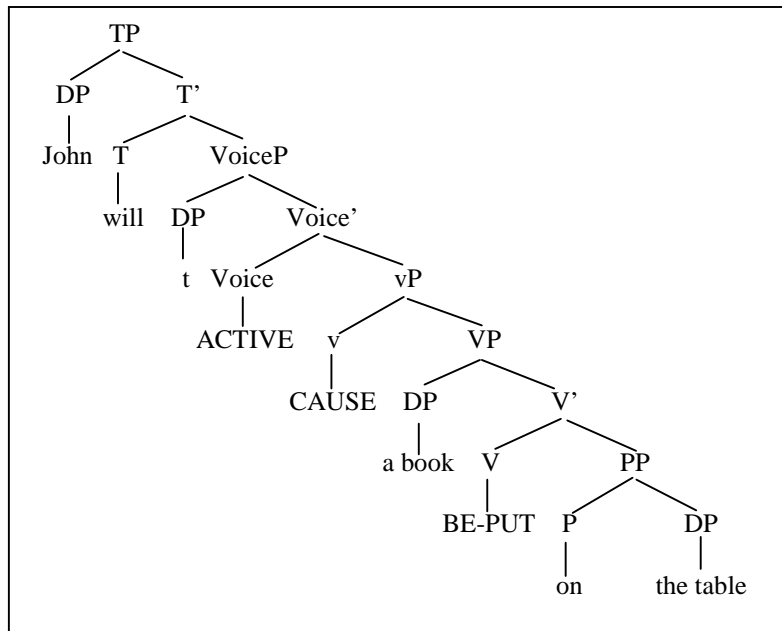 TP
DP T’
John T VoiceP
will DP Voice’
t Voice vP
ACTIVE v VP
CAUSE DP V’
a book V PP
BE-PUT P DP
on the table